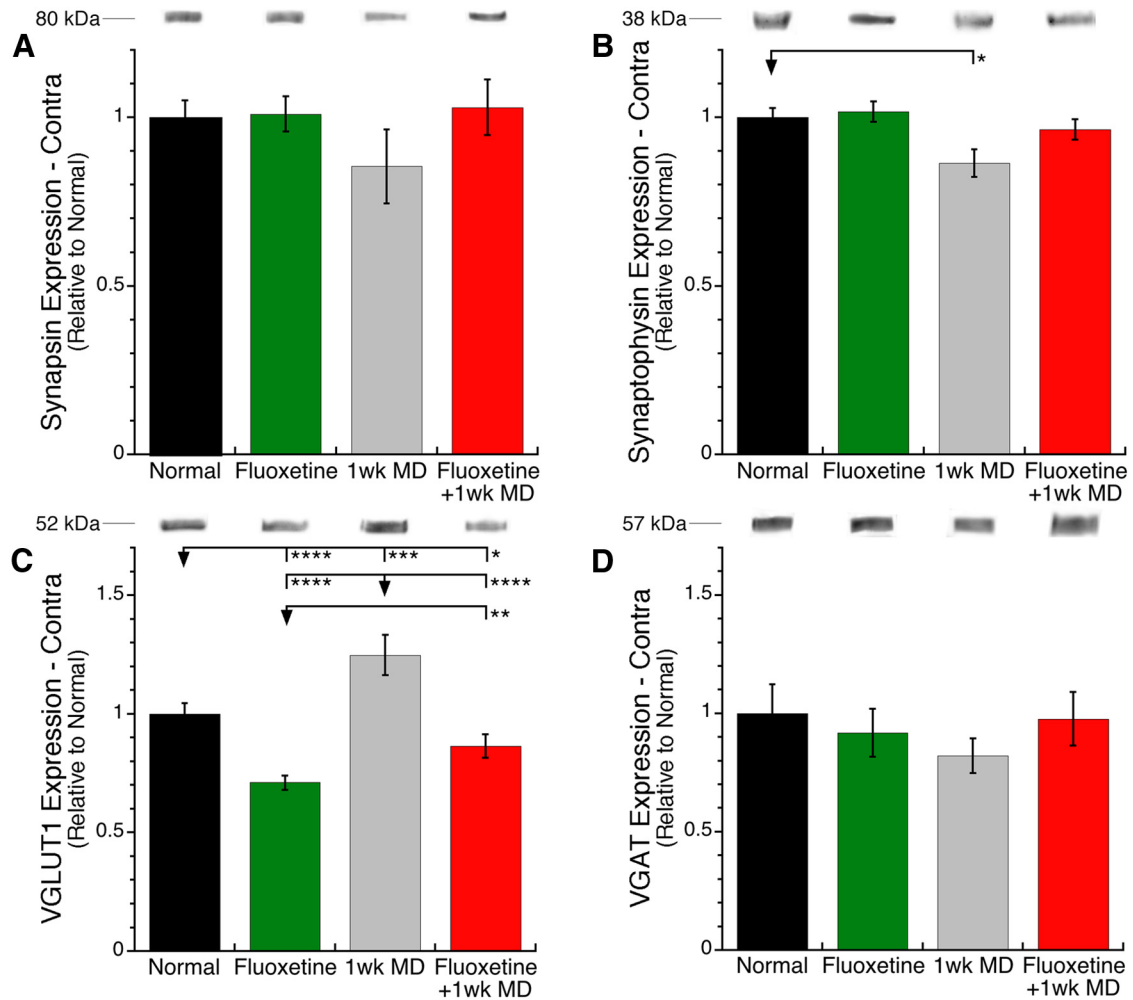 80 kDa
A
Synapsin Expression - Contra
(Relative to Normal)
1
0.5
0
Normal
Fluoxetine
1wk MD
Fluoxetine
+1wk MD
38 kDa
B
Synaptophysin Expression - Contra
(Relative to Normal)
*
1
0.5
0
Normal
Fluoxetine
1wk MD
Fluoxetine
+1wk MD
52 kDa
C
VGLUT1 Expression - Contra
(Relative to Normal)
**** *** *
**** ****
**
1.5
1
0.5
0
Normal
Fluoxetine
1wk MD
Fluoxetine
+1wk MD
57 kDa
D
VGAT Expression - Contra
(Relative to Normal)
1.5
1
0.5
0
Normal
Fluoxetine
1wk MD
Fluoxetine
+1wk MD